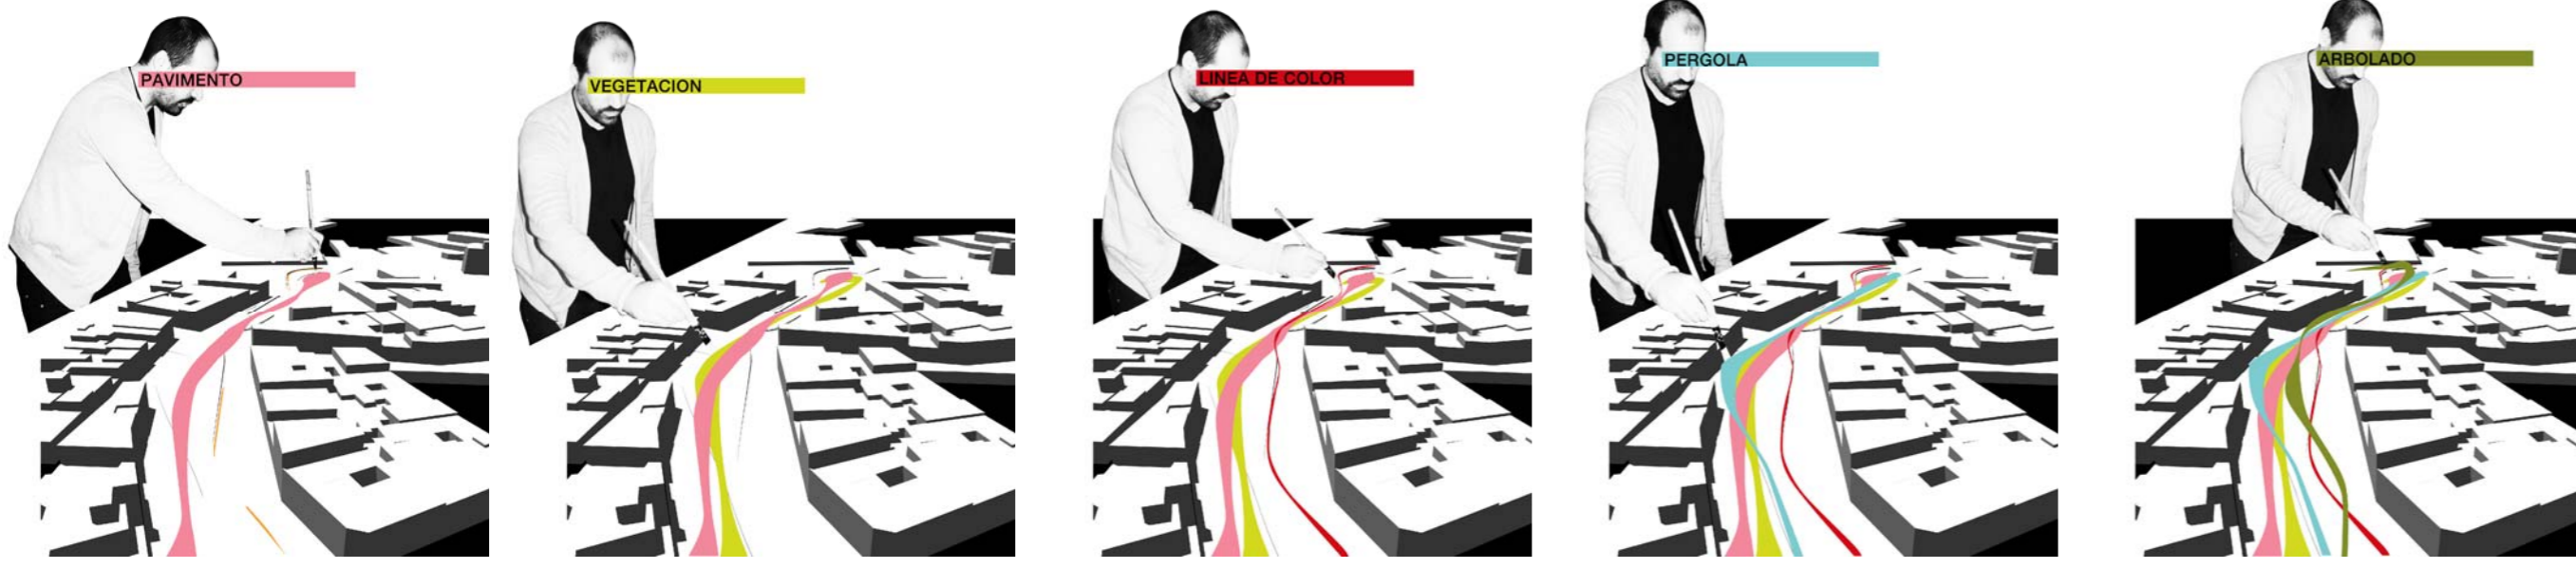 PAVIMENTO
VEGETACION
LINEA DE COLOR
PERGOLA
ARBOLADO